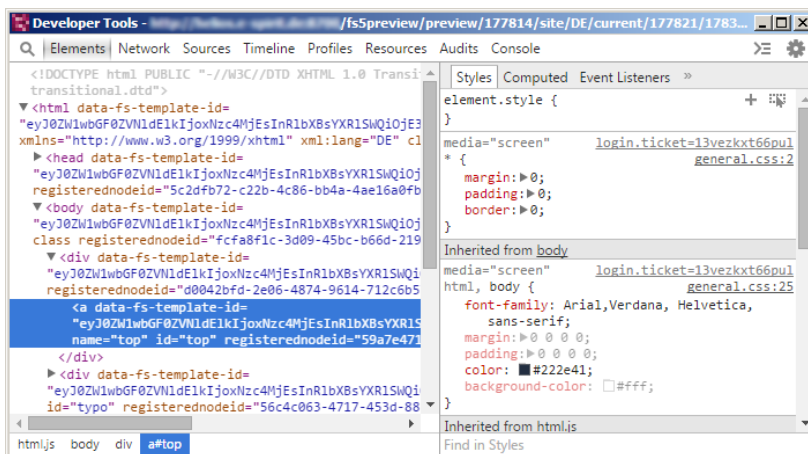 Developer Tools - /fs5preview/preview/177814/site/DE/current/177821/1783...
Elements Network Sources Timeline Profiles Resources Audits Console
<!DOCTYPE html PUBLIC "-//W3C//DTD XHTML 1.0 Transi
transitional.dtd">
▼<html data-fs-template-id=
"eyJ0ZW1wbGF0ZVNldElkIjoxNzc4MjEsInRlbXBsYXRlSWQiOjE3
xmlns="http://www.w3.org/1999/xhtml" xml:lang="DE" cl
▶<head data-fs-template-id=
"eyJ0ZW1wbGF0ZVNldElkIjoxNzc4MjEsInRlbXBsYXRlSWQiOj
registerednodeid="5c2dfb72-c22b-4c86-bb4a-4ae16a0fb
▼<body data-fs-template-id=
"eyJ0ZW1wbGF0ZVNldElkIjoxNzc4MjEsInRlbXBsYXRlSWQiOj
class registerednodeid="fcfa8f1c-3d09-45bc-b66d-219
▼<div data-fs-template-id=
"eyJ0ZW1wbGF0ZVNldElkIjoxNzc4MjEsInRlbXBsYXRlSWQi
registerednodeid="d0042bfd-2e06-4874-9614-712c6b5
<a data-fs-template-id=
"eyJ0ZW1wbGF0ZVNldElkIjoxNzc4MjEsInRlbXBsYXRlS
name="top" id="top" registerednodeid="59a7e471
</div>
▶<div data-fs-template-id=
"eyJ0ZW1wbGF0ZVNldElkIjoxNzc4MjEsInRlbXBsYXRlSWQi
id="typo" registerednodeid="56c4c063-4717-453d-88
html.js body div a#top
Styles Computed Event Listeners »
element.style {
}
media="screen" login.ticket=13vezkxt66pul
* { general.css:2
margin:▶0;
padding:▶0;
border:▶0;
}
Inherited from body
media="screen" login.ticket=13vezkxt66pul
html, body { general.css:25
font-family: Arial,Verdana, Helvetica,
sans-serif;
margin:▶0 0 0 0;
padding:▶0 0 0 0;
color: #222e41;
background-color: #fff;
}
Inherited from html.js
Find in Styles